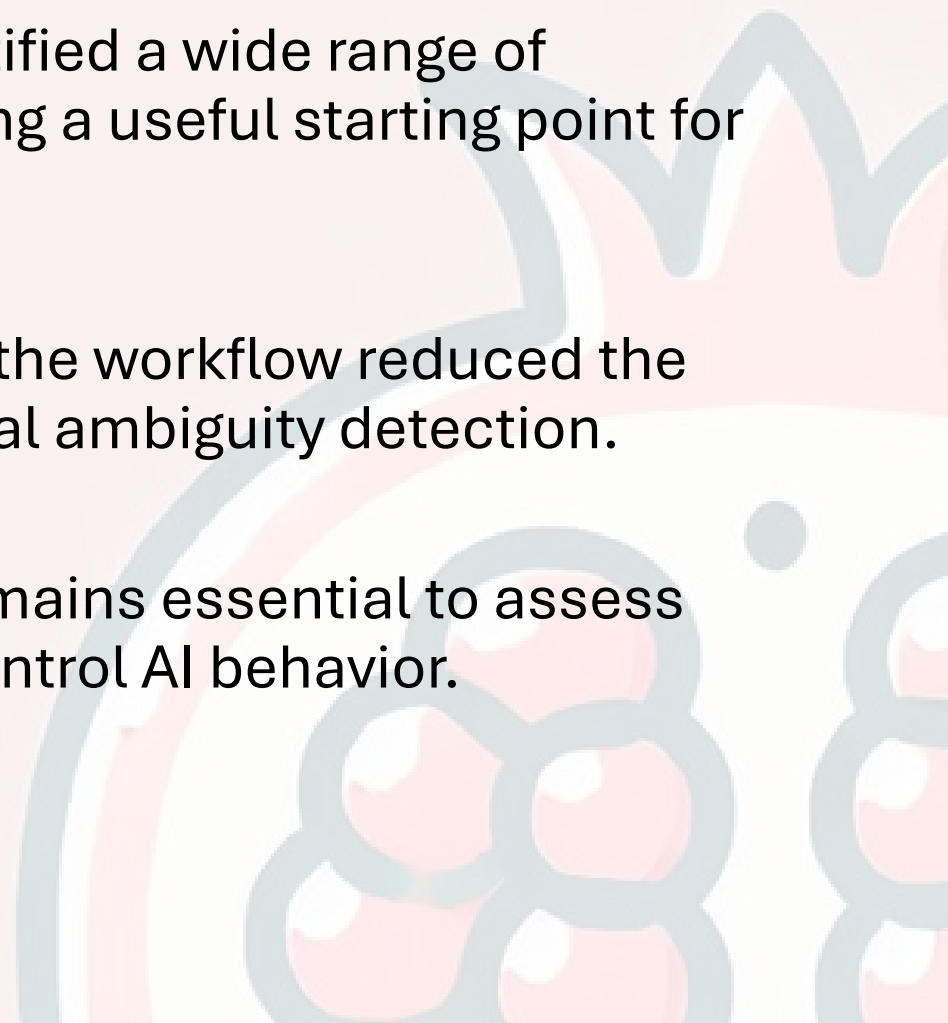 ified a wide range of
ng a useful starting point for
the workflow reduced the
al ambiguity detection.
mains essential to assess
ntrol AI behavior.